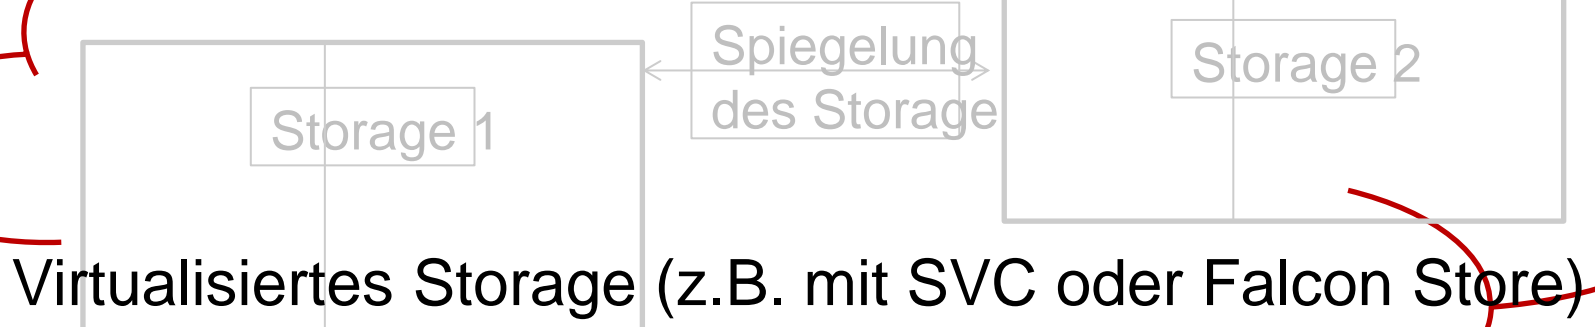 Spiegelung
des Storage
Storage 2
Storage 1
Virtualisiertes Storage (z.B. mit SVC oder Falcon Store)